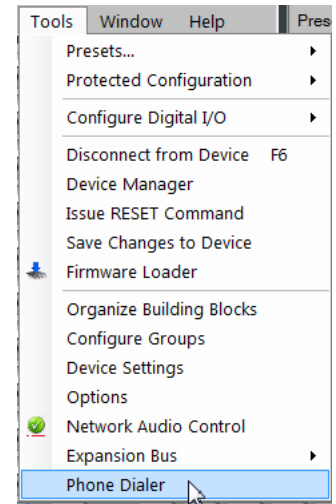 Tools Window Help Pres
Presets...
Protected Configuration
Configure Digital I/O
Disconnect from Device F6
Device Manager
Issue RESET Command
Save Changes to Device
Firmware Loader
Organize Building Blocks
Configure Groups
Device Settings
Options
Network Audio Control
Expansion Bus
Phone Dialer